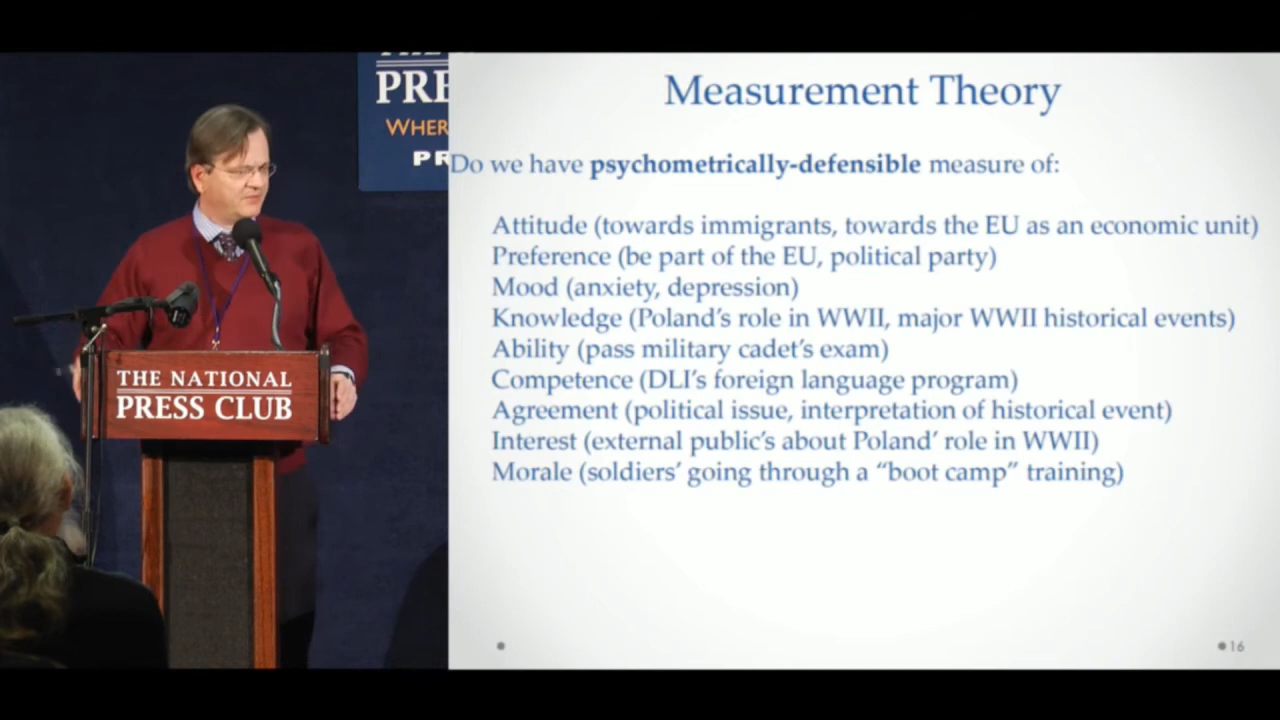 PRE
WHER
PR
THE NATIONAL
PRESS CLUB
Measurement Theory
Do we have psychometrically-defensible measure of:
Attitude (towards immigrants, towards the EU as an economic unit)
Preference (be part of the EU, political party)
Mood (anxiety, depression)
Knowledge (Poland's role in WWII, major WWII historical events)
Ability (pass military cadet's exam)
Competence (DLI's foreign language program)
Agreement (political issue, interpretation of historical event)
Interest (external public's about Poland' role in WWII)
Morale (soldiers' going through a “boot camp” training)
16